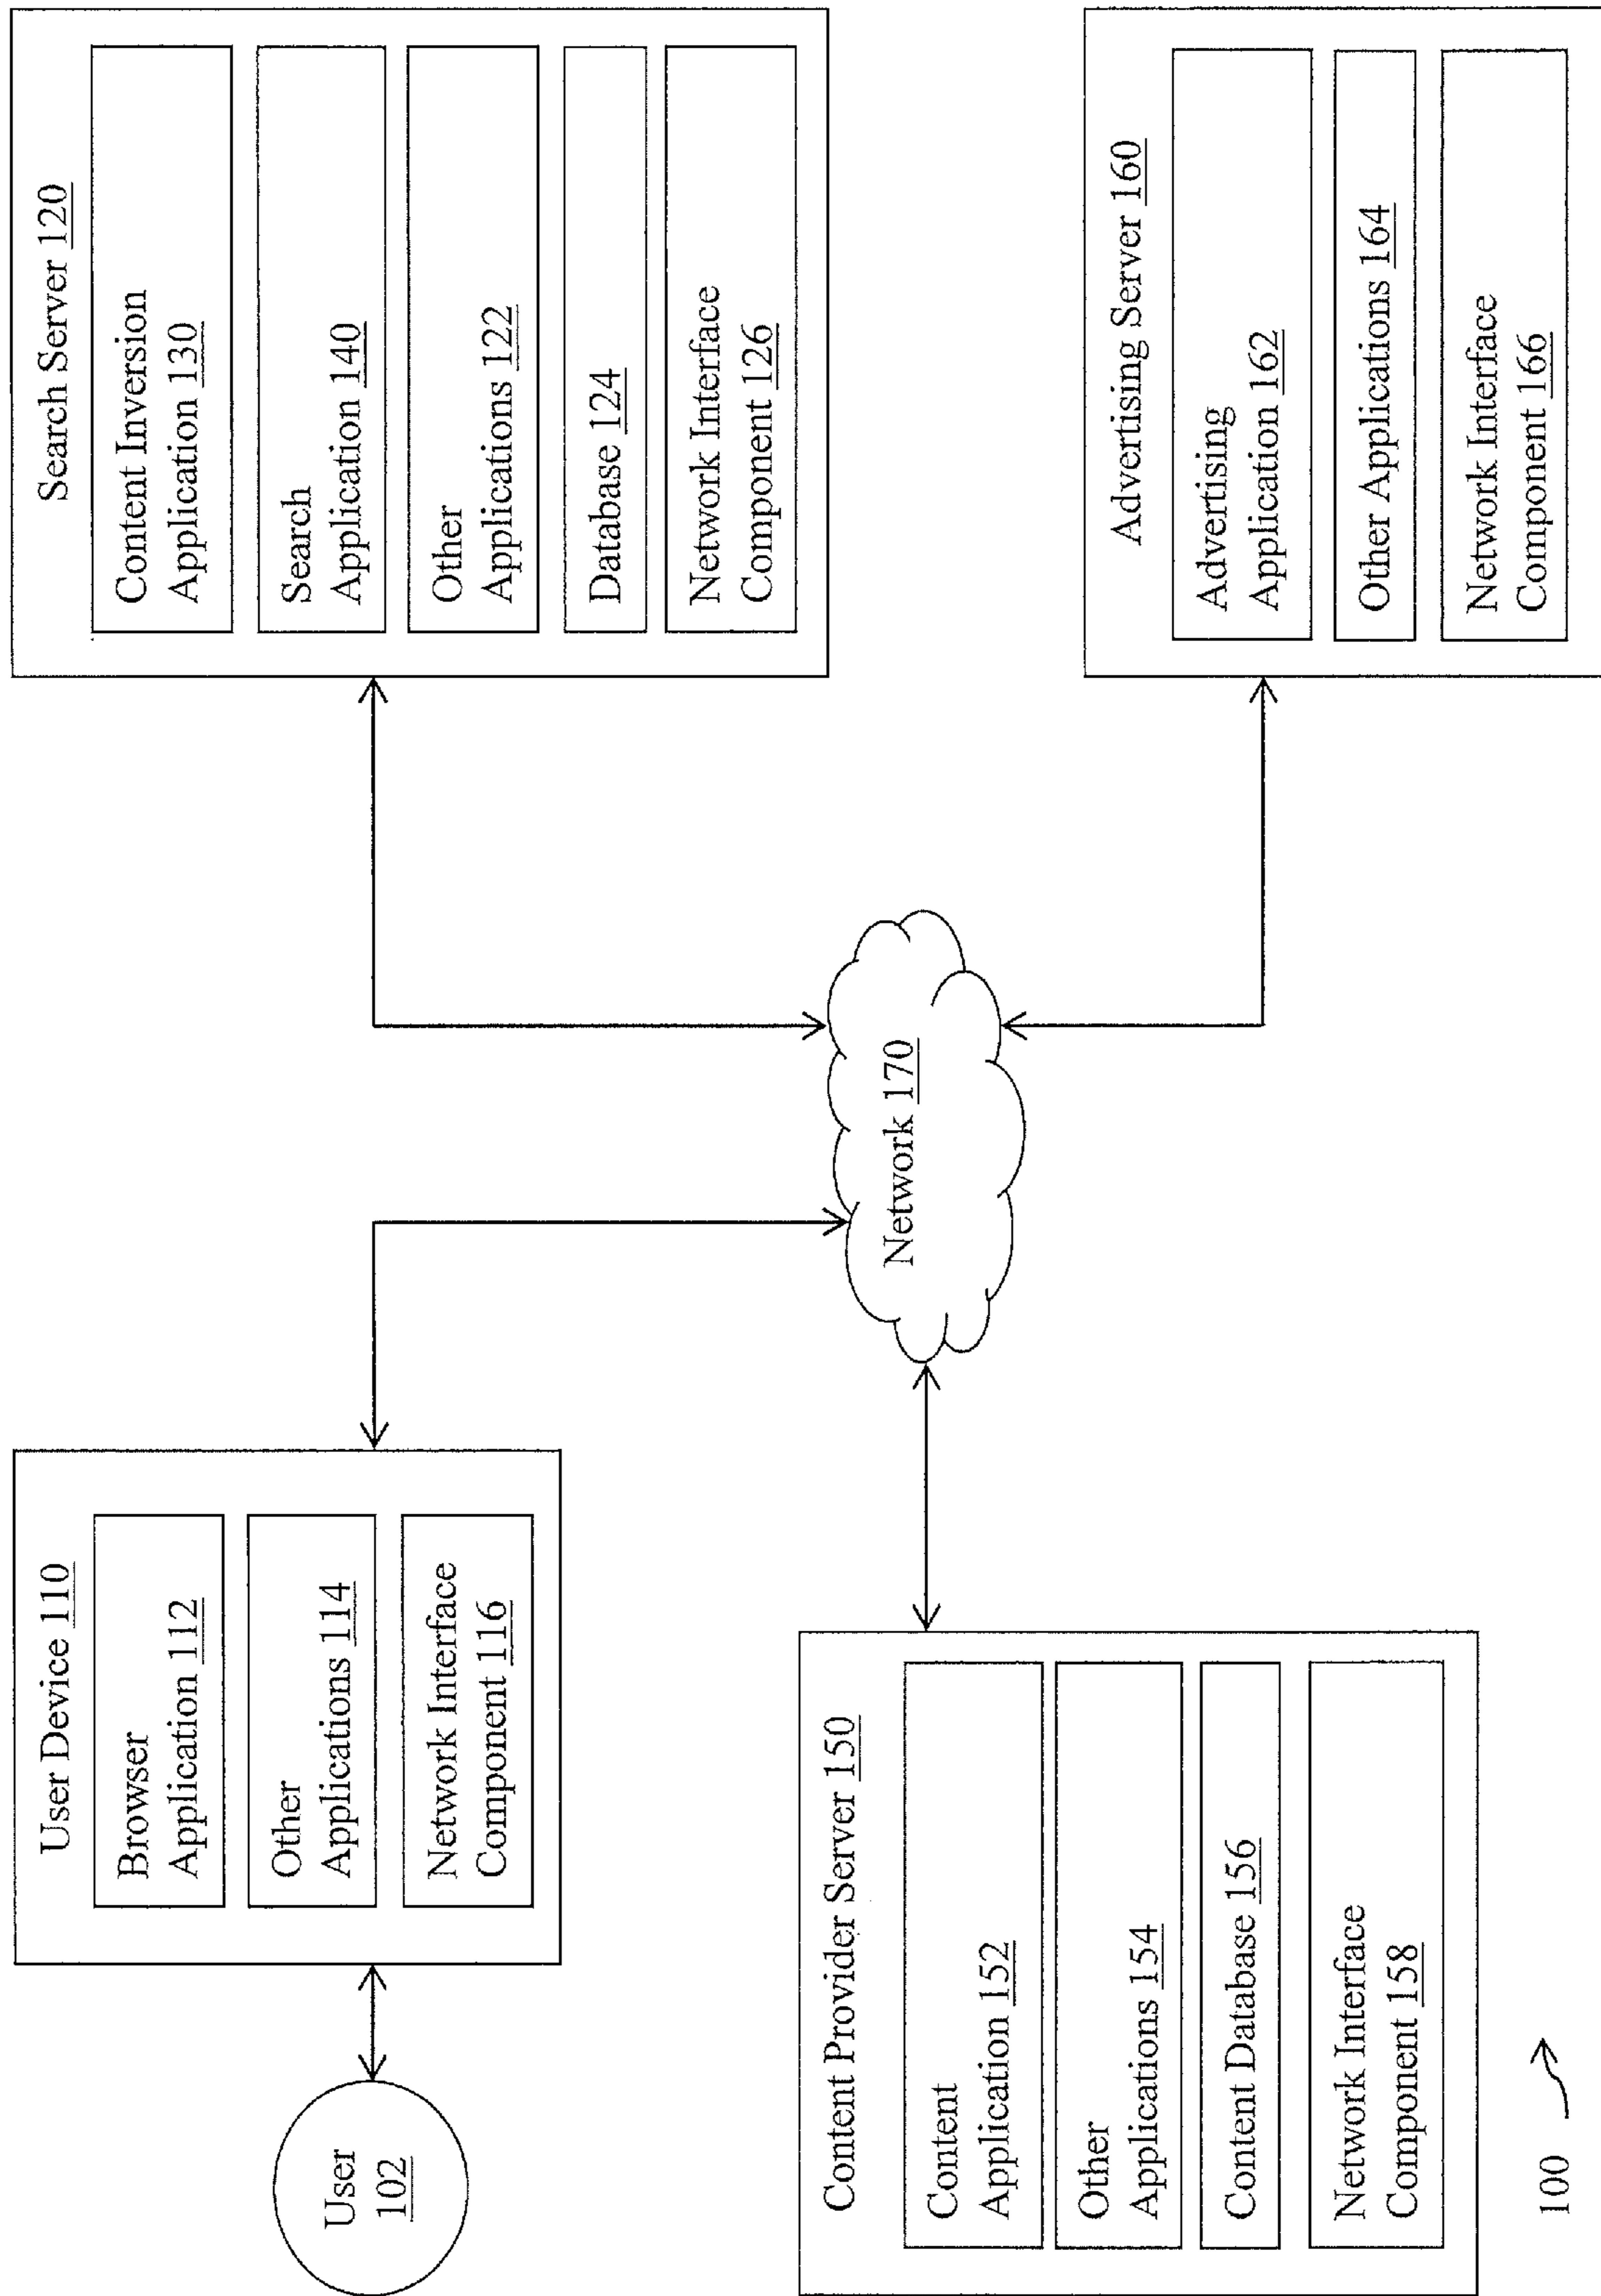 User
102
User Device 110
Browser
Application 112
Other
Applications 114
Network Interface
Component 116
Search Server 120
Content Inversion
Application 130
Search
Application 140
Other
Applications 122
Database 124
Network Interface
Component 126
Network 170
Content Provider Server 150
Content
Application 152
Other
Applications 154
Content Database 156
Network Interface
Component 158
Advertising Server 160
Advertising
Application 162
Other Applications 164
Network Interface
Component 166
100